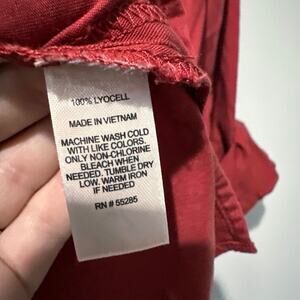 100% LYOCELL
MADE IN VIETNAM
MACHINE WASH COLD
WITH LIKE COLORS.
ONLY NON-CHLORINE
BLEACH WHEN
NEEDED. TUMBLE DRY
LOW. WARM IRON
IF NEEDED
RN # 55285